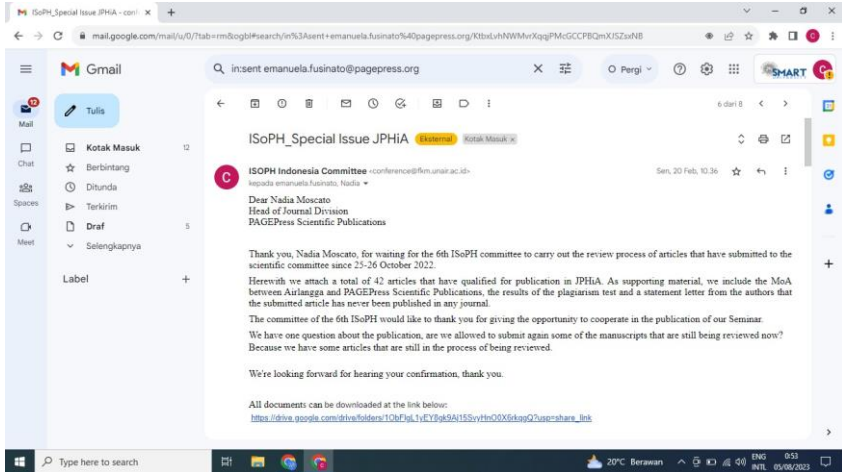 ISoPH_Special Issue JPHiA - conf
mail.google.com/mail/u/0/?tab=rm&ogbl#search/in%3Asent+emanuela.fusinato%40pagepress.org/KtbxLvhNWMvrXqqjPMcGCCPBQmXJSZsxNB
Gmail
in:sent emanuela.fusinato@pagepress.org
Pergi
SMART
Mail
Chat
Spaces
Meet
Tulis
Kotak Masuk 12
Berbintang
Ditunda
Terkirim
Draf 5
Selengkapnya
Label
6 dari 8
ISoPH_Special Issue JPHiA Eksternal Kotak Masuk x
C ISOPH Indonesia Committee <conference@fkm.unair.ac.id> Sen, 20 Feb, 10.36
kepada emanuela.fusinato, Nadia
Dear Nadia Moscato
Head of Journal Division
PAGEPress Scientific Publications
Thank you, Nadia Moscato, for waiting for the 6th ISoPH committee to carry out the review process of articles that have submitted to the
scientific committee since 25-26 October 2022.
Herewith we attach a total of 42 articles that have qualified for publication in JPHiA. As supporting material, we include the MoA
between Airlangga and PAGEPress Scientific Publications, the results of the plagiarism test and a statement letter from the authors that
the submitted article has never been published in any journal.
The committee of the 6th ISoPH would like to thank you for giving the opportunity to cooperate in the publication of our Seminar.
We have one question about the publication, are we allowed to submit again some of the manuscripts that are still being reviewed now?
Because we have some articles that are still in the process of being reviewed.
We're looking forward for hearing your confirmation, thank you.
All documents can be downloaded at the link below:
https://drive.google.com/drive/folders/1ObFlgL1yEY8gk9Aj15SvyHnO0X6rkqgQ?usp=share_link
Type here to search
20°C Berawan
ENG 0:53
INTL 05/08/2023